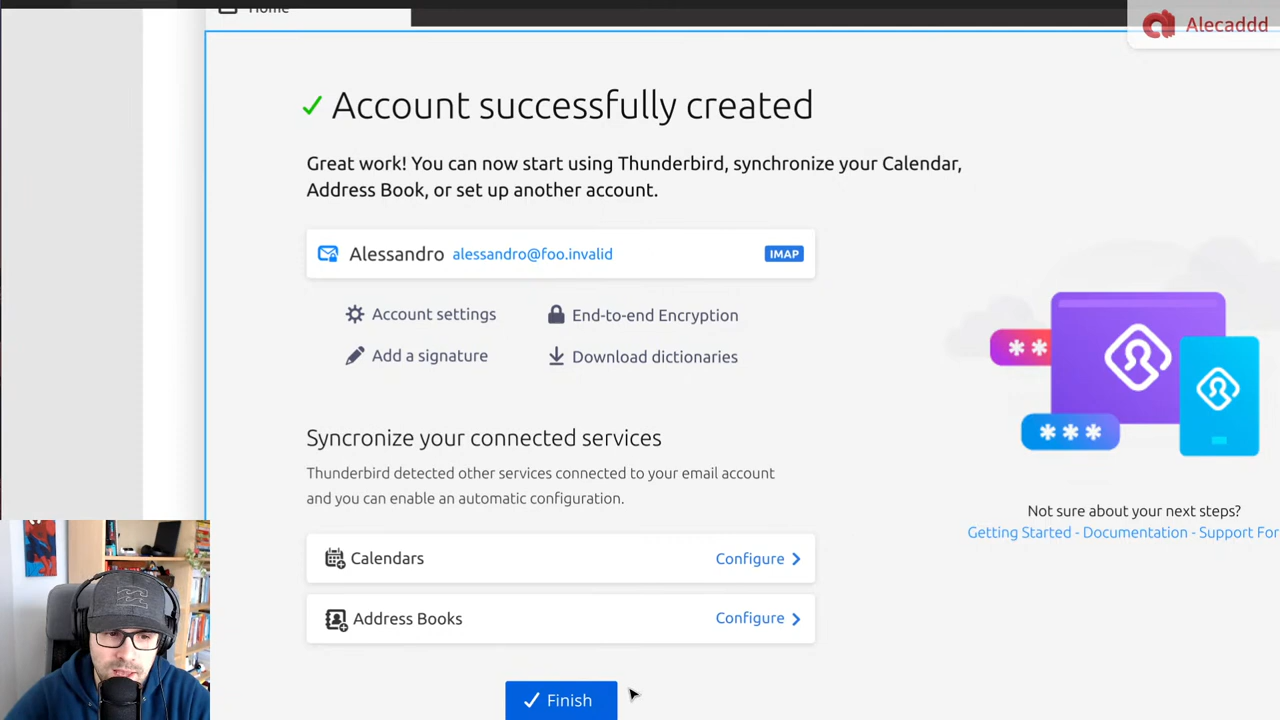 Home
Alecaddd
Account successfully created
Great work! You can now start using Thunderbird, synchronize your Calendar,
Address Book, or set up another account.
Alessandro alessandro@foo.invalid IMAP
Account settings End-to-end Encryption
Add a signature Download dictionaries
Syncronize your connected services
Thunderbird detected other services connected to your email account
and you can enable an automatic configuration.
Calendars Configure
Address Books Configure
Finish
** 
***
Not sure about your next steps?
Getting Started - Documentation - Support For